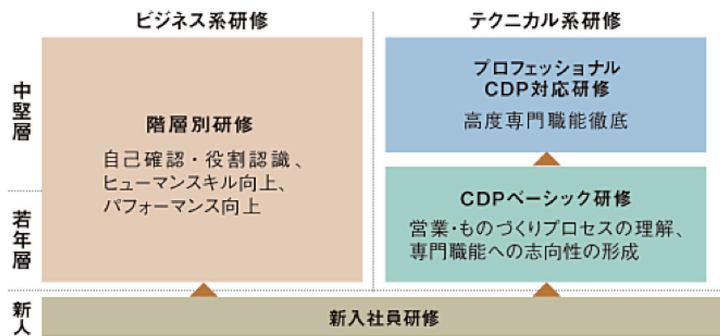 ビジネス系研修
テクニカル系研修
中堅層
若年層
新人
階層別研修
自己確認・役割認識、
ヒューマンスキル向上、
パフォーマンス向上
プロフェッショナル
CDP対応研修
高度専門職能徹底
CDPベーシック研修
営業・ものづくりプロセスの理解、
専門職能への志向性の形成
新入社員研修